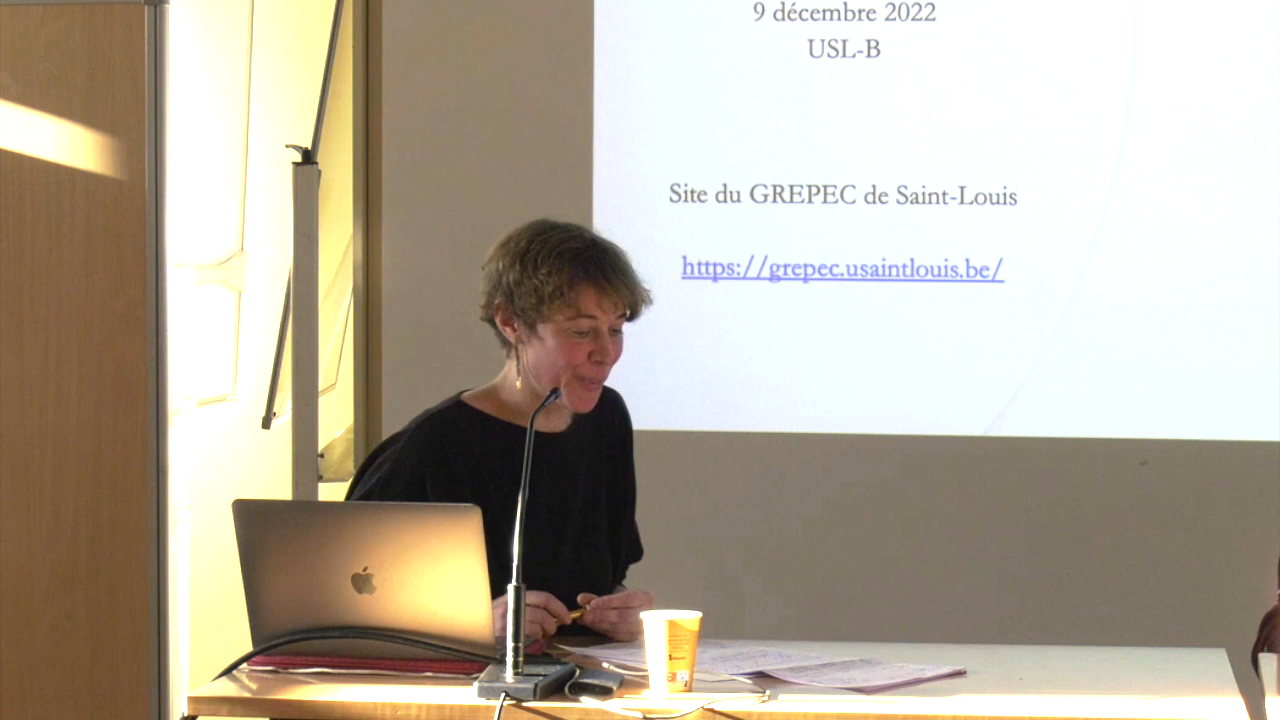 9 décembre 2022
USL-B
Site du GREPEC de Saint-Louis
https://grepec.usaintlouis.be/